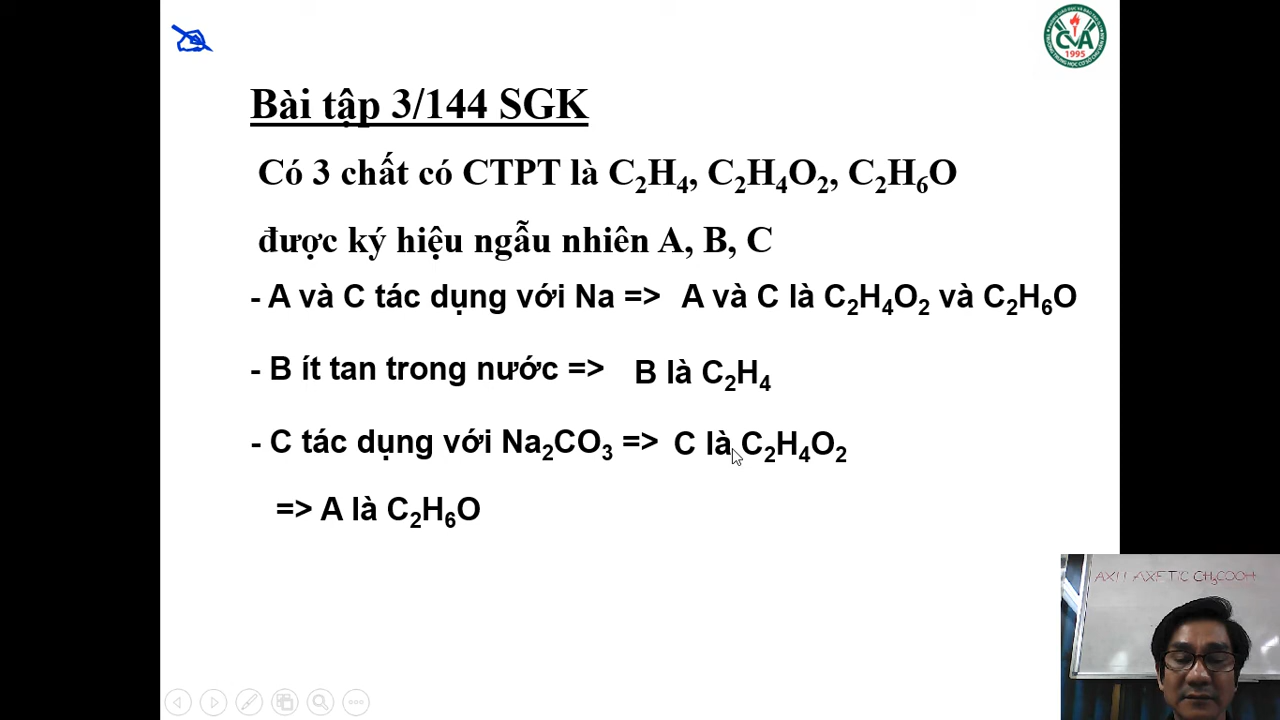 CVA
1995
Bài tập 3/144 SGK
Có 3 chất có CTPT là C₂H₄, C₂H₄O₂, C₂H₆O
được ký hiệu ngẫu nhiên A, B, C
- A và C tác dụng với Na => A và C là C₂H₄O₂ và C₂H₆O
- B ít tan trong nước => B là C₂H₄
- C tác dụng với Na₂CO₃ => C là C₂H₄O₂
=> A là C₂H₆O
AXIT AXETIC CH₃COOH